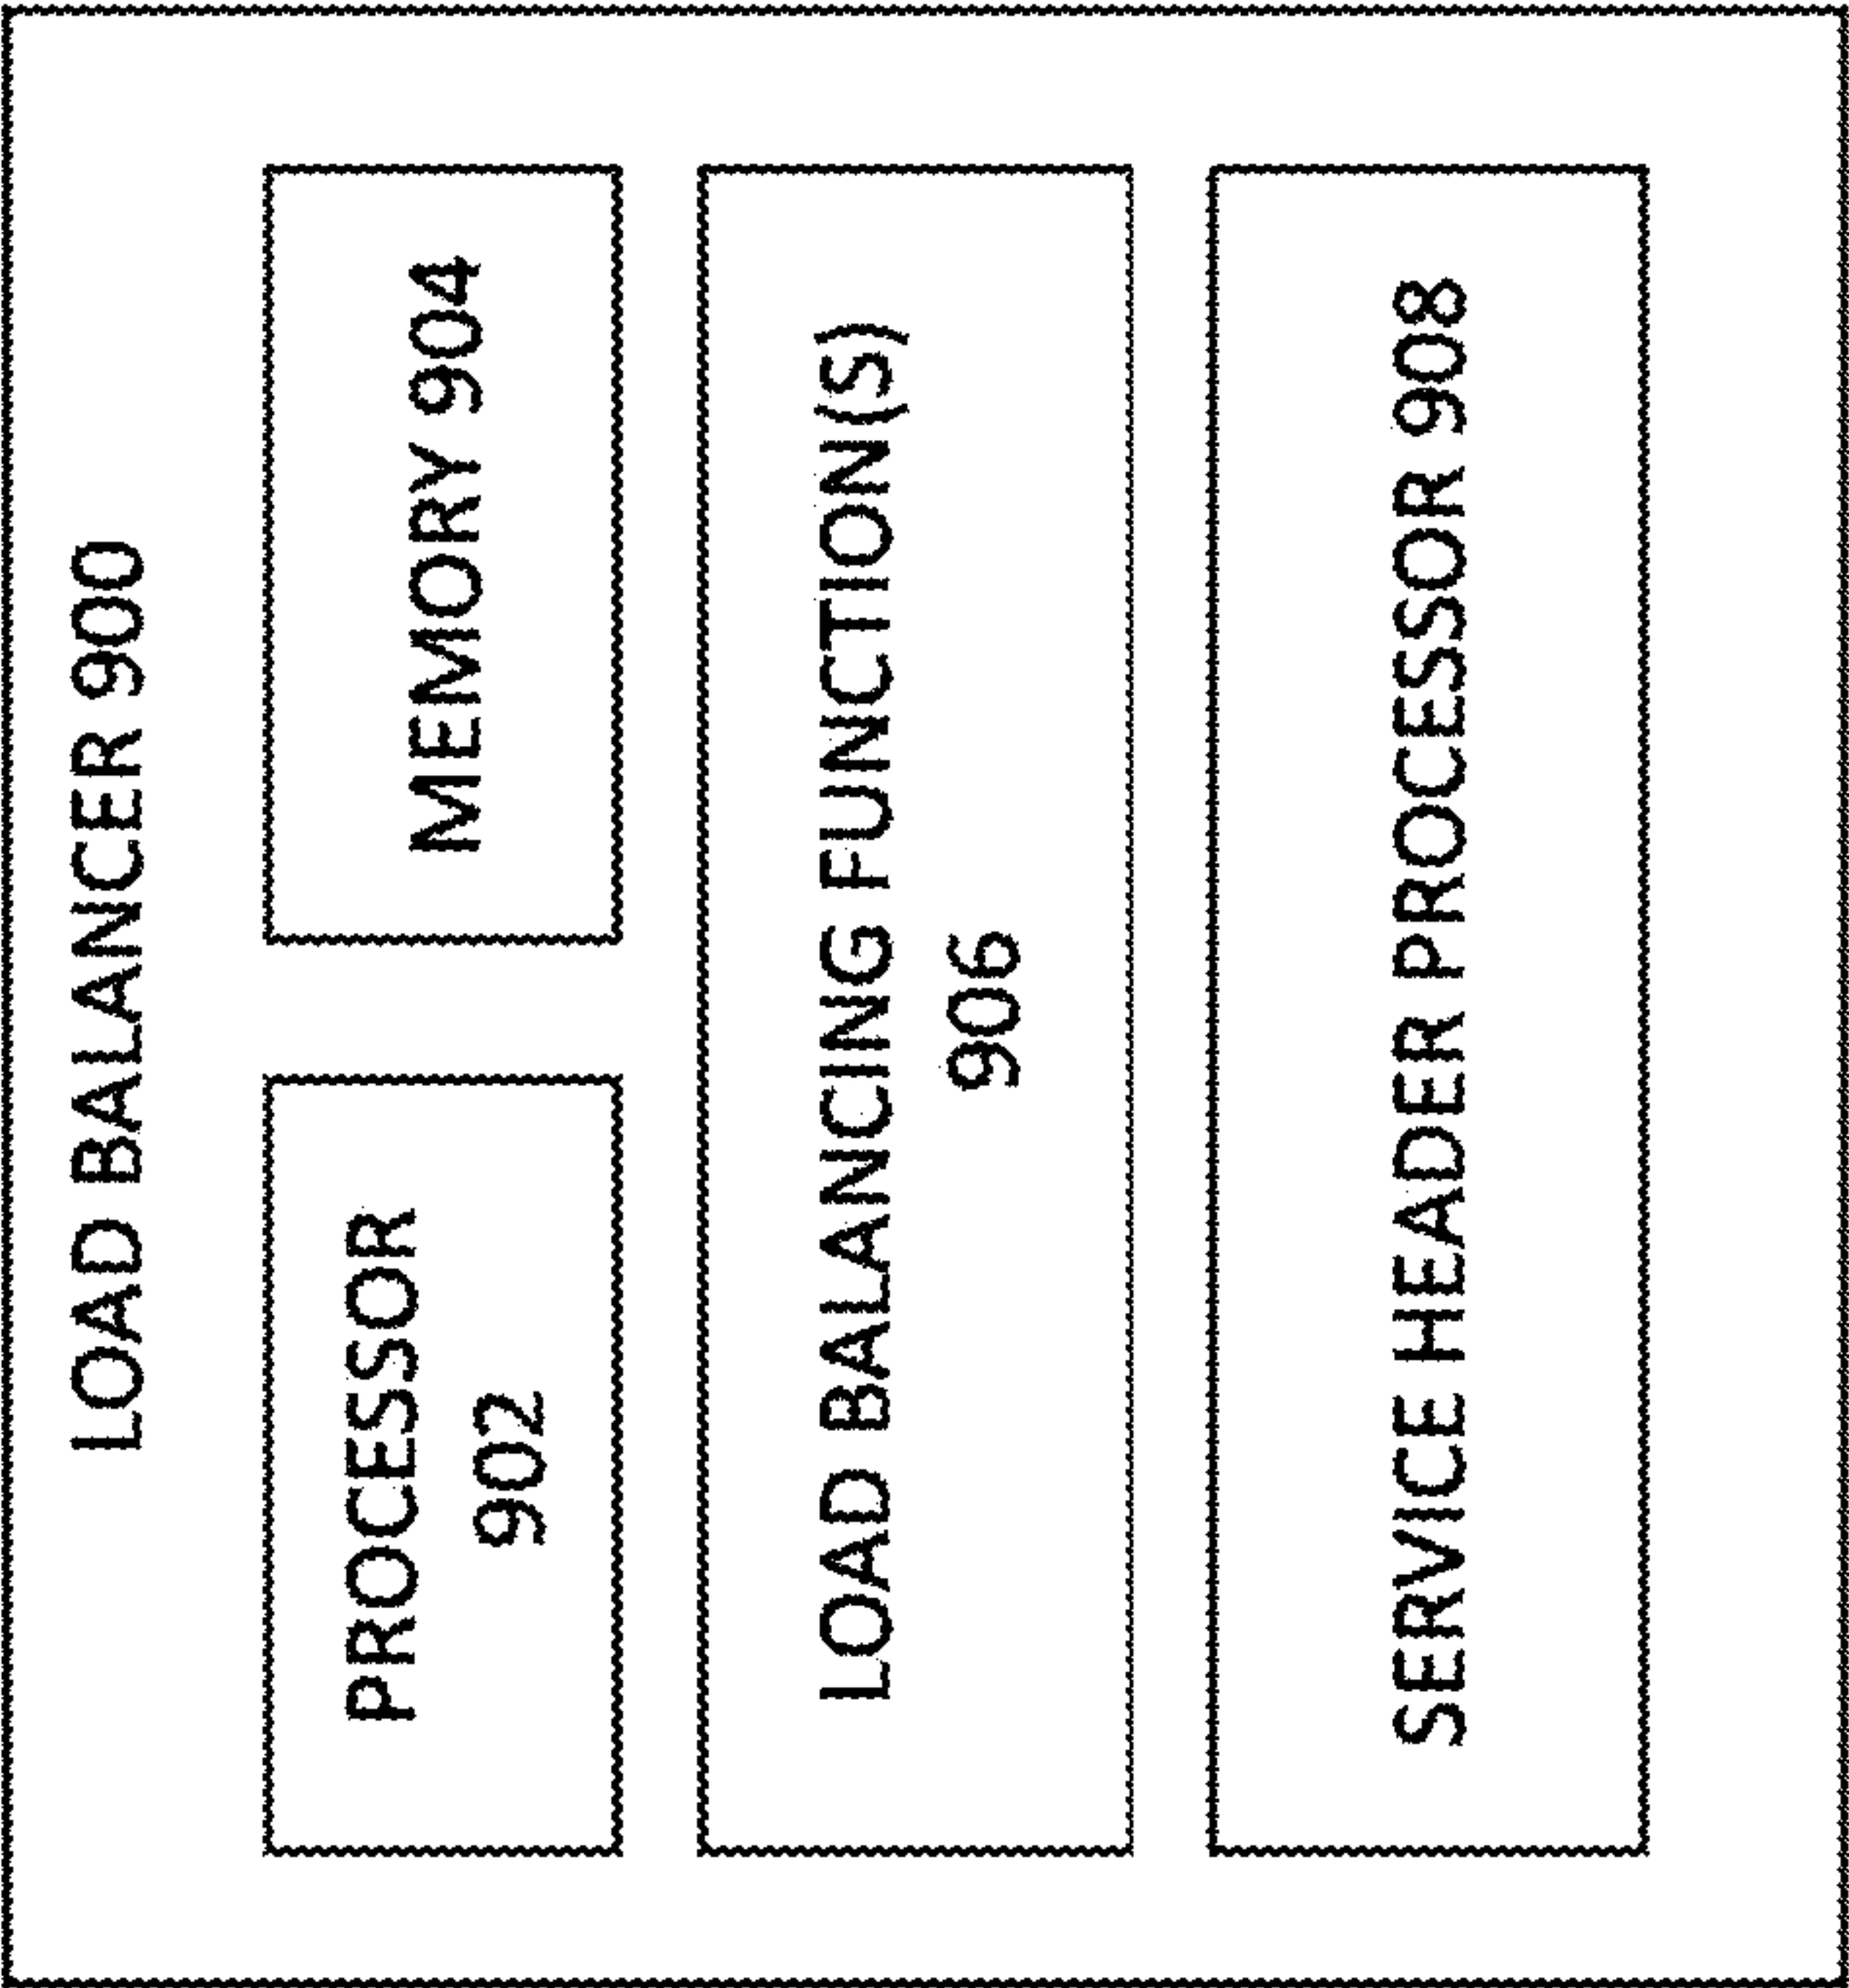 LOAD BALANCER 900
PROCESSOR
902
MEMORY 904
LOAD BALANCING FUNCTION(S)
906
SERVICE HEADER PROCESSOR 908